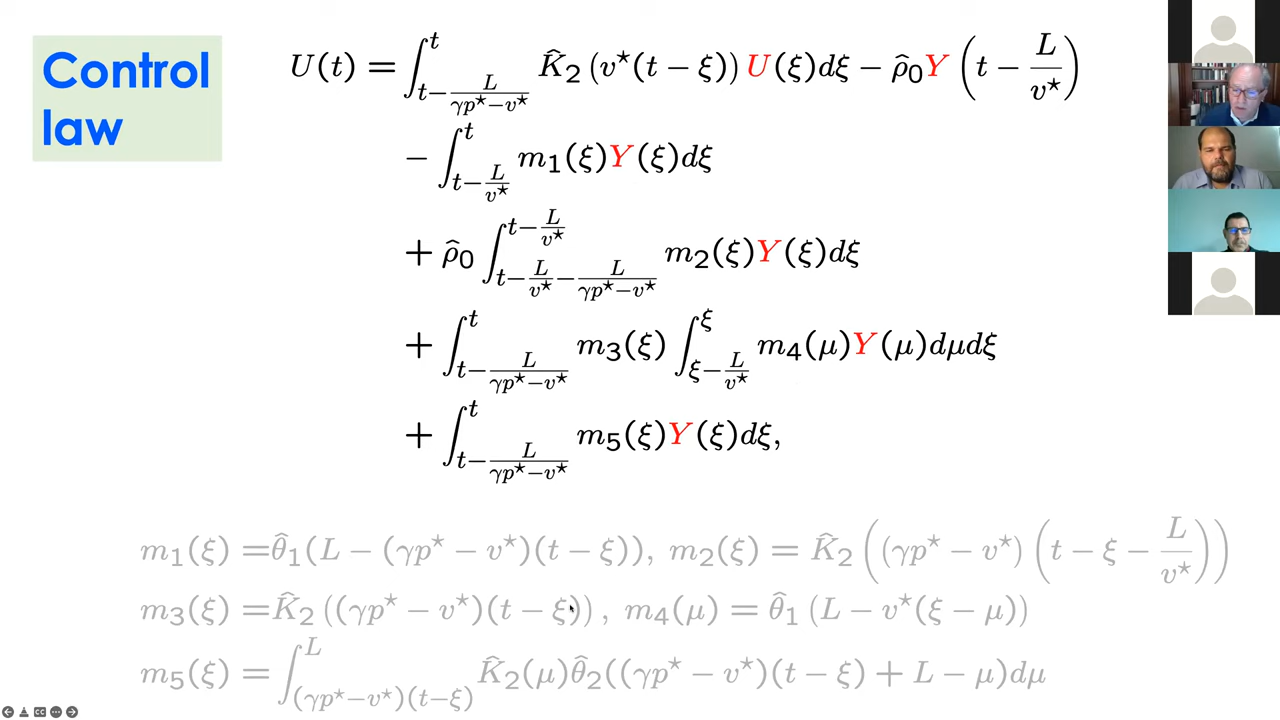 Control
law
U(t) = ∫_{t−L/(γp⋆−v⋆)}^{t} K̂₂ (v⋆(t − ξ)) U(ξ)dξ − ρ̂₀Y (t − L/v⋆)
− ∫_{t−L/v⋆}^{t} m₁(ξ)Y(ξ)dξ
+ ρ̂₀ ∫_{t−L/v⋆−L/(γp⋆−v⋆)}^{t−L/v⋆} m₂(ξ)Y(ξ)dξ
+ ∫_{t−L/(γp⋆−v⋆)}^{t} m₃(ξ) ∫_{ξ−L/v⋆}^{ξ} m₄(μ)Y(μ)dμdξ
+ ∫_{t−L/(γp⋆−v⋆)}^{t} m₅(ξ)Y(ξ)dξ,
m₁(ξ) =θ̂₁(L − (γp⋆ − v⋆)(t − ξ)), m₂(ξ) = K̂₂ ((γp⋆ − v⋆) (t − ξ − L/v⋆))
m₃(ξ) =K̂₂ ((γp⋆ − v⋆)(t − ξ)) , m₄(μ) = θ̂₁ (L − v⋆(ξ − μ))
m₅(ξ) = ∫_{(γp⋆−v⋆)(t−ξ)}^{L} K̂₂(μ)θ̂₂((γp⋆ − v⋆)(t − ξ) + L − μ)dμ